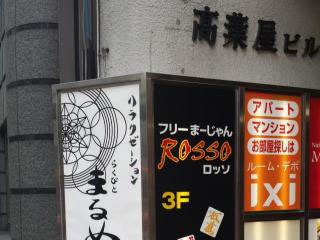 高業屋ビル
リラクゼーション
らくびと
まるめ
フリーまーじゃん
ROSSO
ロッソ
3F
アパート
マンション
お部屋探しは
ルーム・デポ
ixi